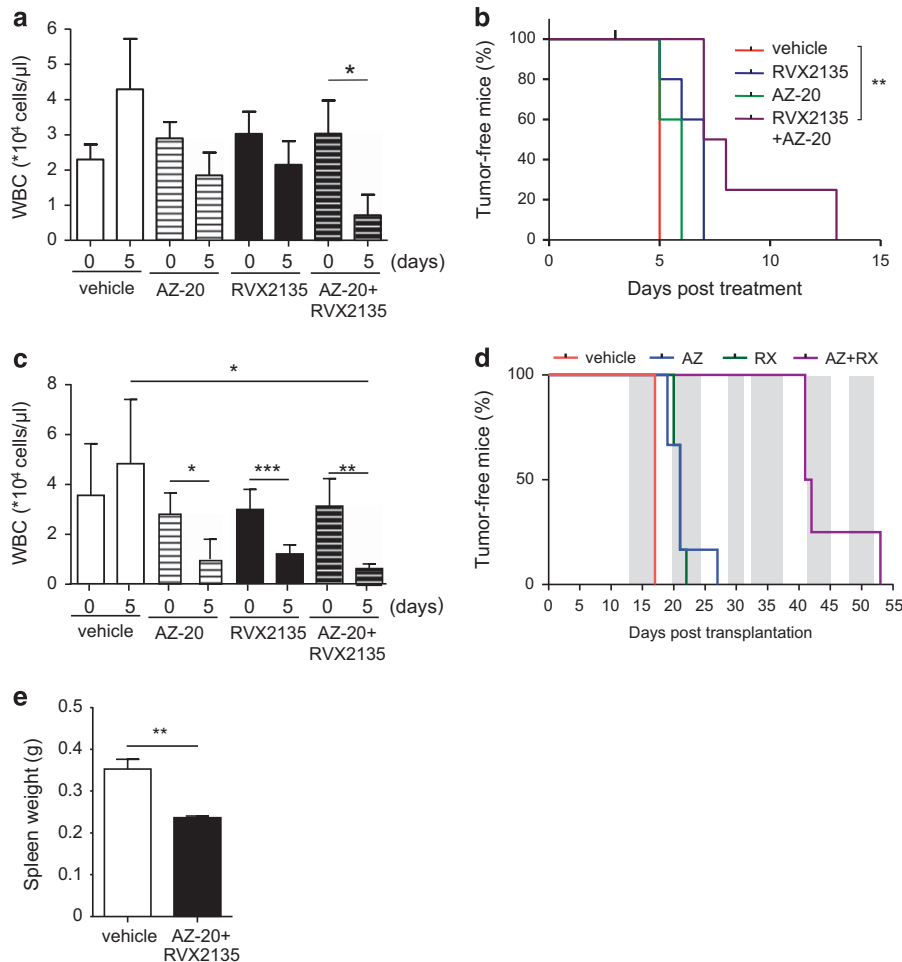 a
WBC (*10⁴ cells/µl)
6
5
4
3
2
1
0
*
0 5 0 5 0 5 0 5 (days)
vehicle AZ-20 RVX2135 AZ-20+
RVX2135
b
Tumor-free mice (%)
100
80
60
40
20
0
vehicle
RVX2135
AZ-20
RVX2135
+AZ-20
**
0 5 10 15
Days post treatment
c
WBC (*10⁴ cells/µl)
8
6
4
2
0
*
* *** **
0 5 0 5 0 5 0 5 (days)
vehicle AZ-20 RVX2135 AZ-20+
RVX2135
d
vehicle AZ RX AZ+RX
Tumor-free mice (%)
100
50
0
0 5 10 15 20 25 30 35 40 45 50 55
Days post transplantation
e
Spleen weight (g)
0.5
0.4
0.3
0.2
0.1
0
**
vehicle AZ-20+
RVX2135